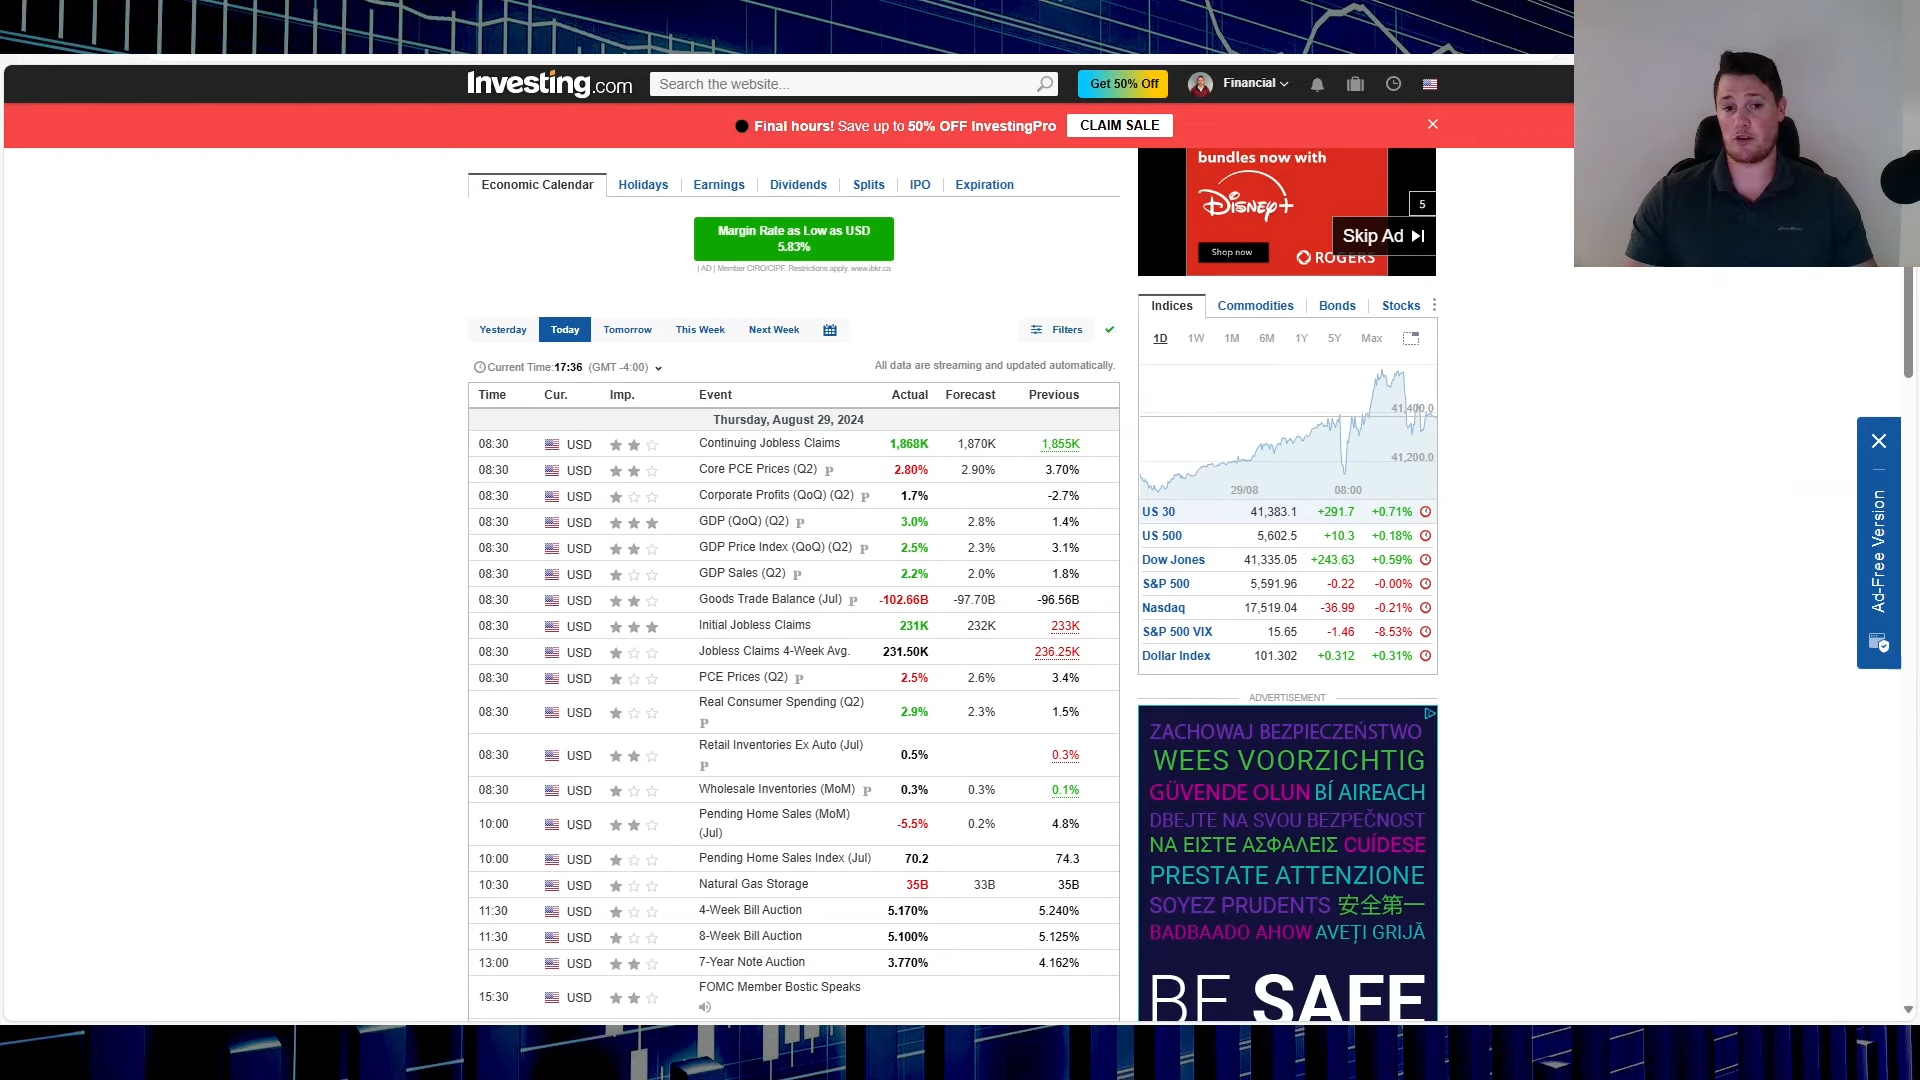 Investing.com
Search the website...
Get 50% Off
Financial
Final hours! Save up to 50% OFF InvestingPro
CLAIM SALE
Economic Calendar Holidays Earnings Dividends Splits IPO Expiration
Margin Rate as Low as USD
5.83%
| AD | Member CIRO/CIPF. Restrictions apply. www.ibkr.ca
bundles now with
Disney+
5
Skip Ad
Shop now
ROGERS
Yesterday Today Tomorrow This Week Next Week Filters
Current Time:17:36 (GMT -4:00)
All data are streaming and updated automatically.
Time Cur. Imp. Event Actual Forecast Previous
Thursday, August 29, 2024
08:30 USD Continuing Jobless Claims 1,868K 1,870K 1,855K
08:30 USD Core PCE Prices (Q2) P 2.80% 2.90% 3.70%
08:30 USD Corporate Profits (QoQ) (Q2) P 1.7% -2.7%
08:30 USD GDP (QoQ) (Q2) P 3.0% 2.8% 1.4%
08:30 USD GDP Price Index (QoQ) (Q2) P 2.5% 2.3% 3.1%
08:30 USD GDP Sales (Q2) P 2.2% 2.0% 1.8%
08:30 USD Goods Trade Balance (Jul) P -102.66B -97.70B -96.56B
08:30 USD Initial Jobless Claims 231K 232K 233K
08:30 USD Jobless Claims 4-Week Avg. 231.50K 236.25K
08:30 USD PCE Prices (Q2) P 2.5% 2.6% 3.4%
08:30 USD Real Consumer Spending (Q2) P 2.9% 2.3% 1.5%
08:30 USD Retail Inventories Ex Auto (Jul) P 0.5% 0.3%
08:30 USD Wholesale Inventories (MoM) P 0.3% 0.3% 0.1%
10:00 USD Pending Home Sales (MoM) (Jul) -5.5% 0.2% 4.8%
10:00 USD Pending Home Sales Index (Jul) 70.2 74.3
10:30 USD Natural Gas Storage 35B 33B 35B
11:30 USD 4-Week Bill Auction 5.170% 5.240%
11:30 USD 8-Week Bill Auction 5.100% 5.125%
13:00 USD 7-Year Note Auction 3.770% 4.162%
15:30 USD FOMC Member Bostic Speaks
Indices Commodities Bonds Stocks
1D 1W 1M 6M 1Y 5Y Max
41,400.0
41,200.0
29/08 08:00
US 30 41,383.1 +291.7 +0.71%
US 500 5,602.5 +10.3 +0.18%
Dow Jones 41,335.05 +243.63 +0.59%
S&P 500 5,591.96 -0.22 -0.00%
Nasdaq 17,519.04 -36.99 -0.21%
S&P 500 VIX 15.65 -1.46 -8.53%
Dollar Index 101.302 +0.312 +0.31%
ADVERTISEMENT
ZACHOWAJ BEZPIECZEŃSTWO
WEES VOORZICHTIG
GÜVENDE OLUN BÍ AIREACH
DBEJTE NA SVOU BEZPEČNOST
ΝΑ ΕΙΣΤΕ ΑΣΦΑΛΕΙΣ CUÍDESE
PRESTATE ATTENZIONE
SOYEZ PRUDENTS 安全第一
BADBAADO AHOW AVEȚI GRIJĂ
BE SAFE
Ad-Free Version